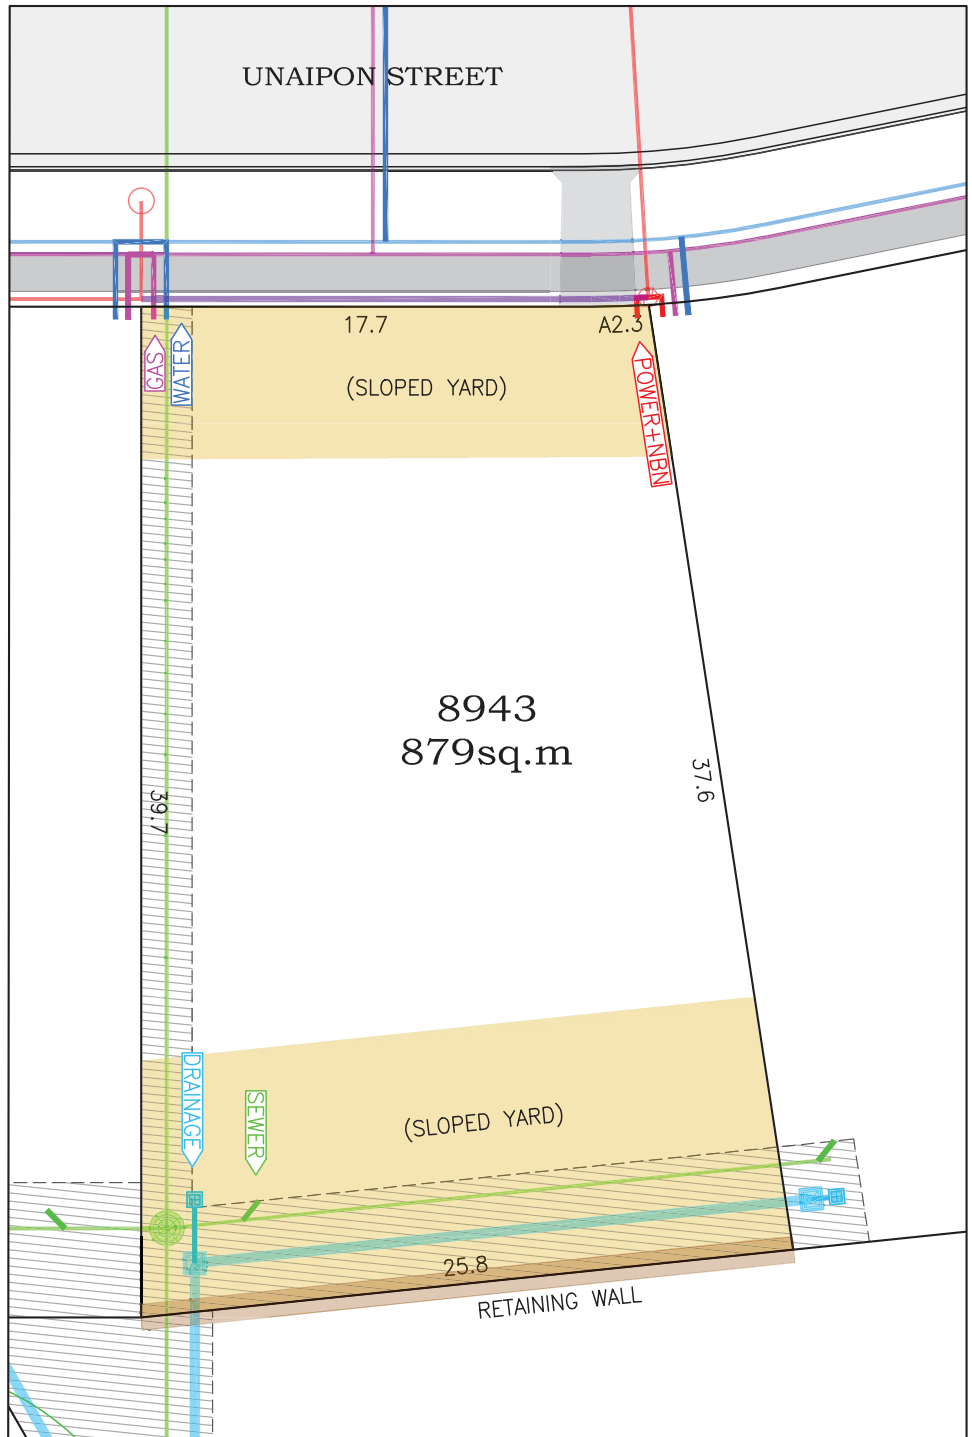 UNAIPON STREET
17.7
A2.3
GAS
WATER
(SLOPED YARD)
POWER+NBN
8943
879sq.m
37.6
39.7
DRAINAGE
SEWER
(SLOPED YARD)
25.8
RETAINING WALL